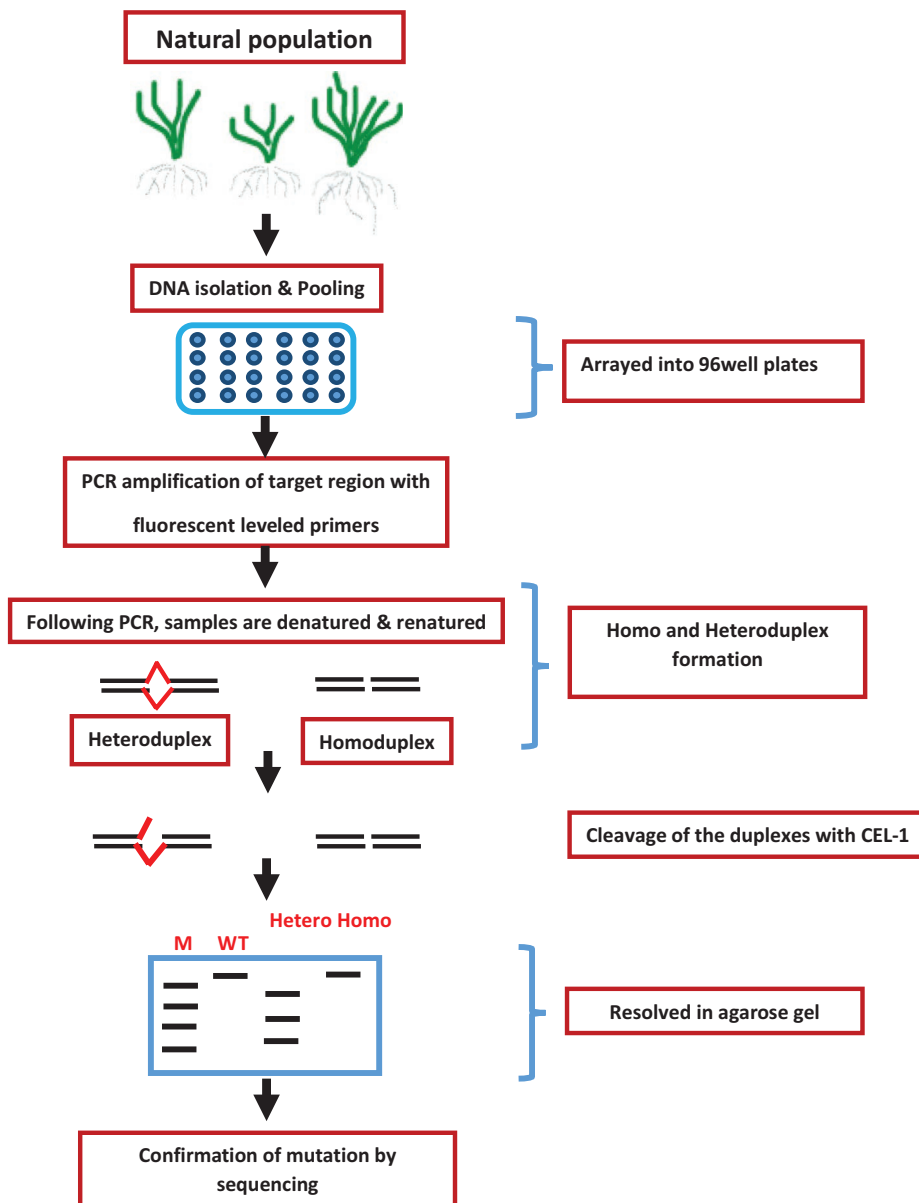 Natural population
DNA isolation & Pooling
Arrayed into 96well plates
PCR amplification of target region with
fluorescent leveled primers
Following PCR, samples are denatured & renatured
Homo and Heteroduplex
formation
Heteroduplex
Homoduplex
Cleavage of the duplexes with CEL-1
Hetero Homo
M WT
Resolved in agarose gel
Confirmation of mutation by
sequencing